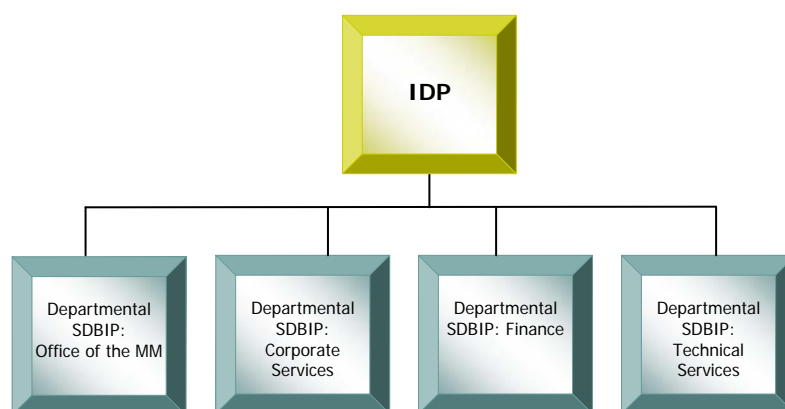 IDP
Departmental
SDBIP:
Office of the MM
Departmental
SDBIP:
Corporate
Services
Departmental
SDBIP: Finance
Departmental
SDBIP:
Technical
Services